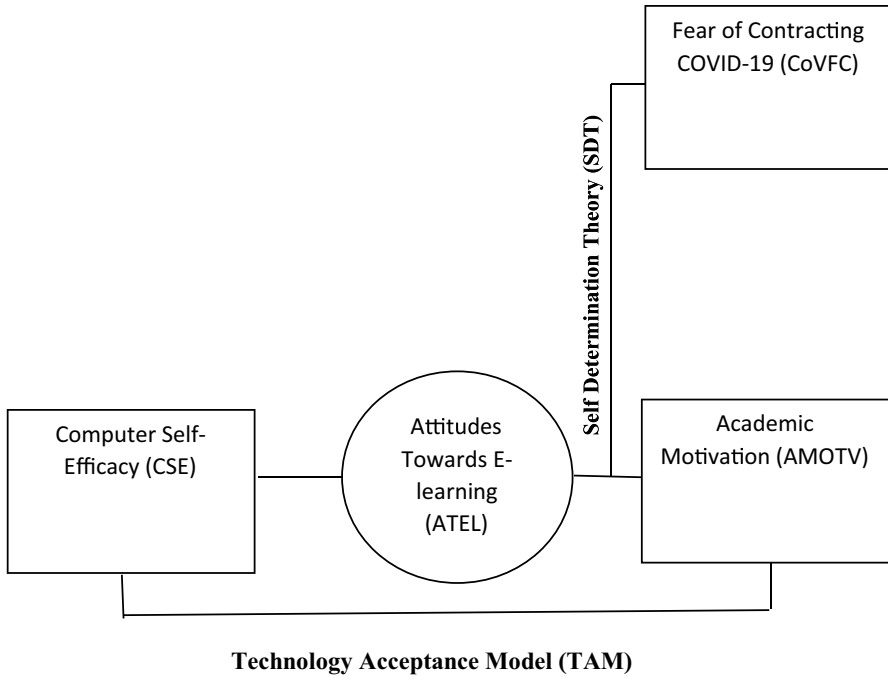 Fear of Contracting
COVID-19 (CoVFC)
Self Determination Theory (SDT)
Computer Self-
Efficacy (CSE)
Attitudes
Towards E-
learning
(ATEL)
Academic
Motivation (AMOTV)
Technology Acceptance Model (TAM)